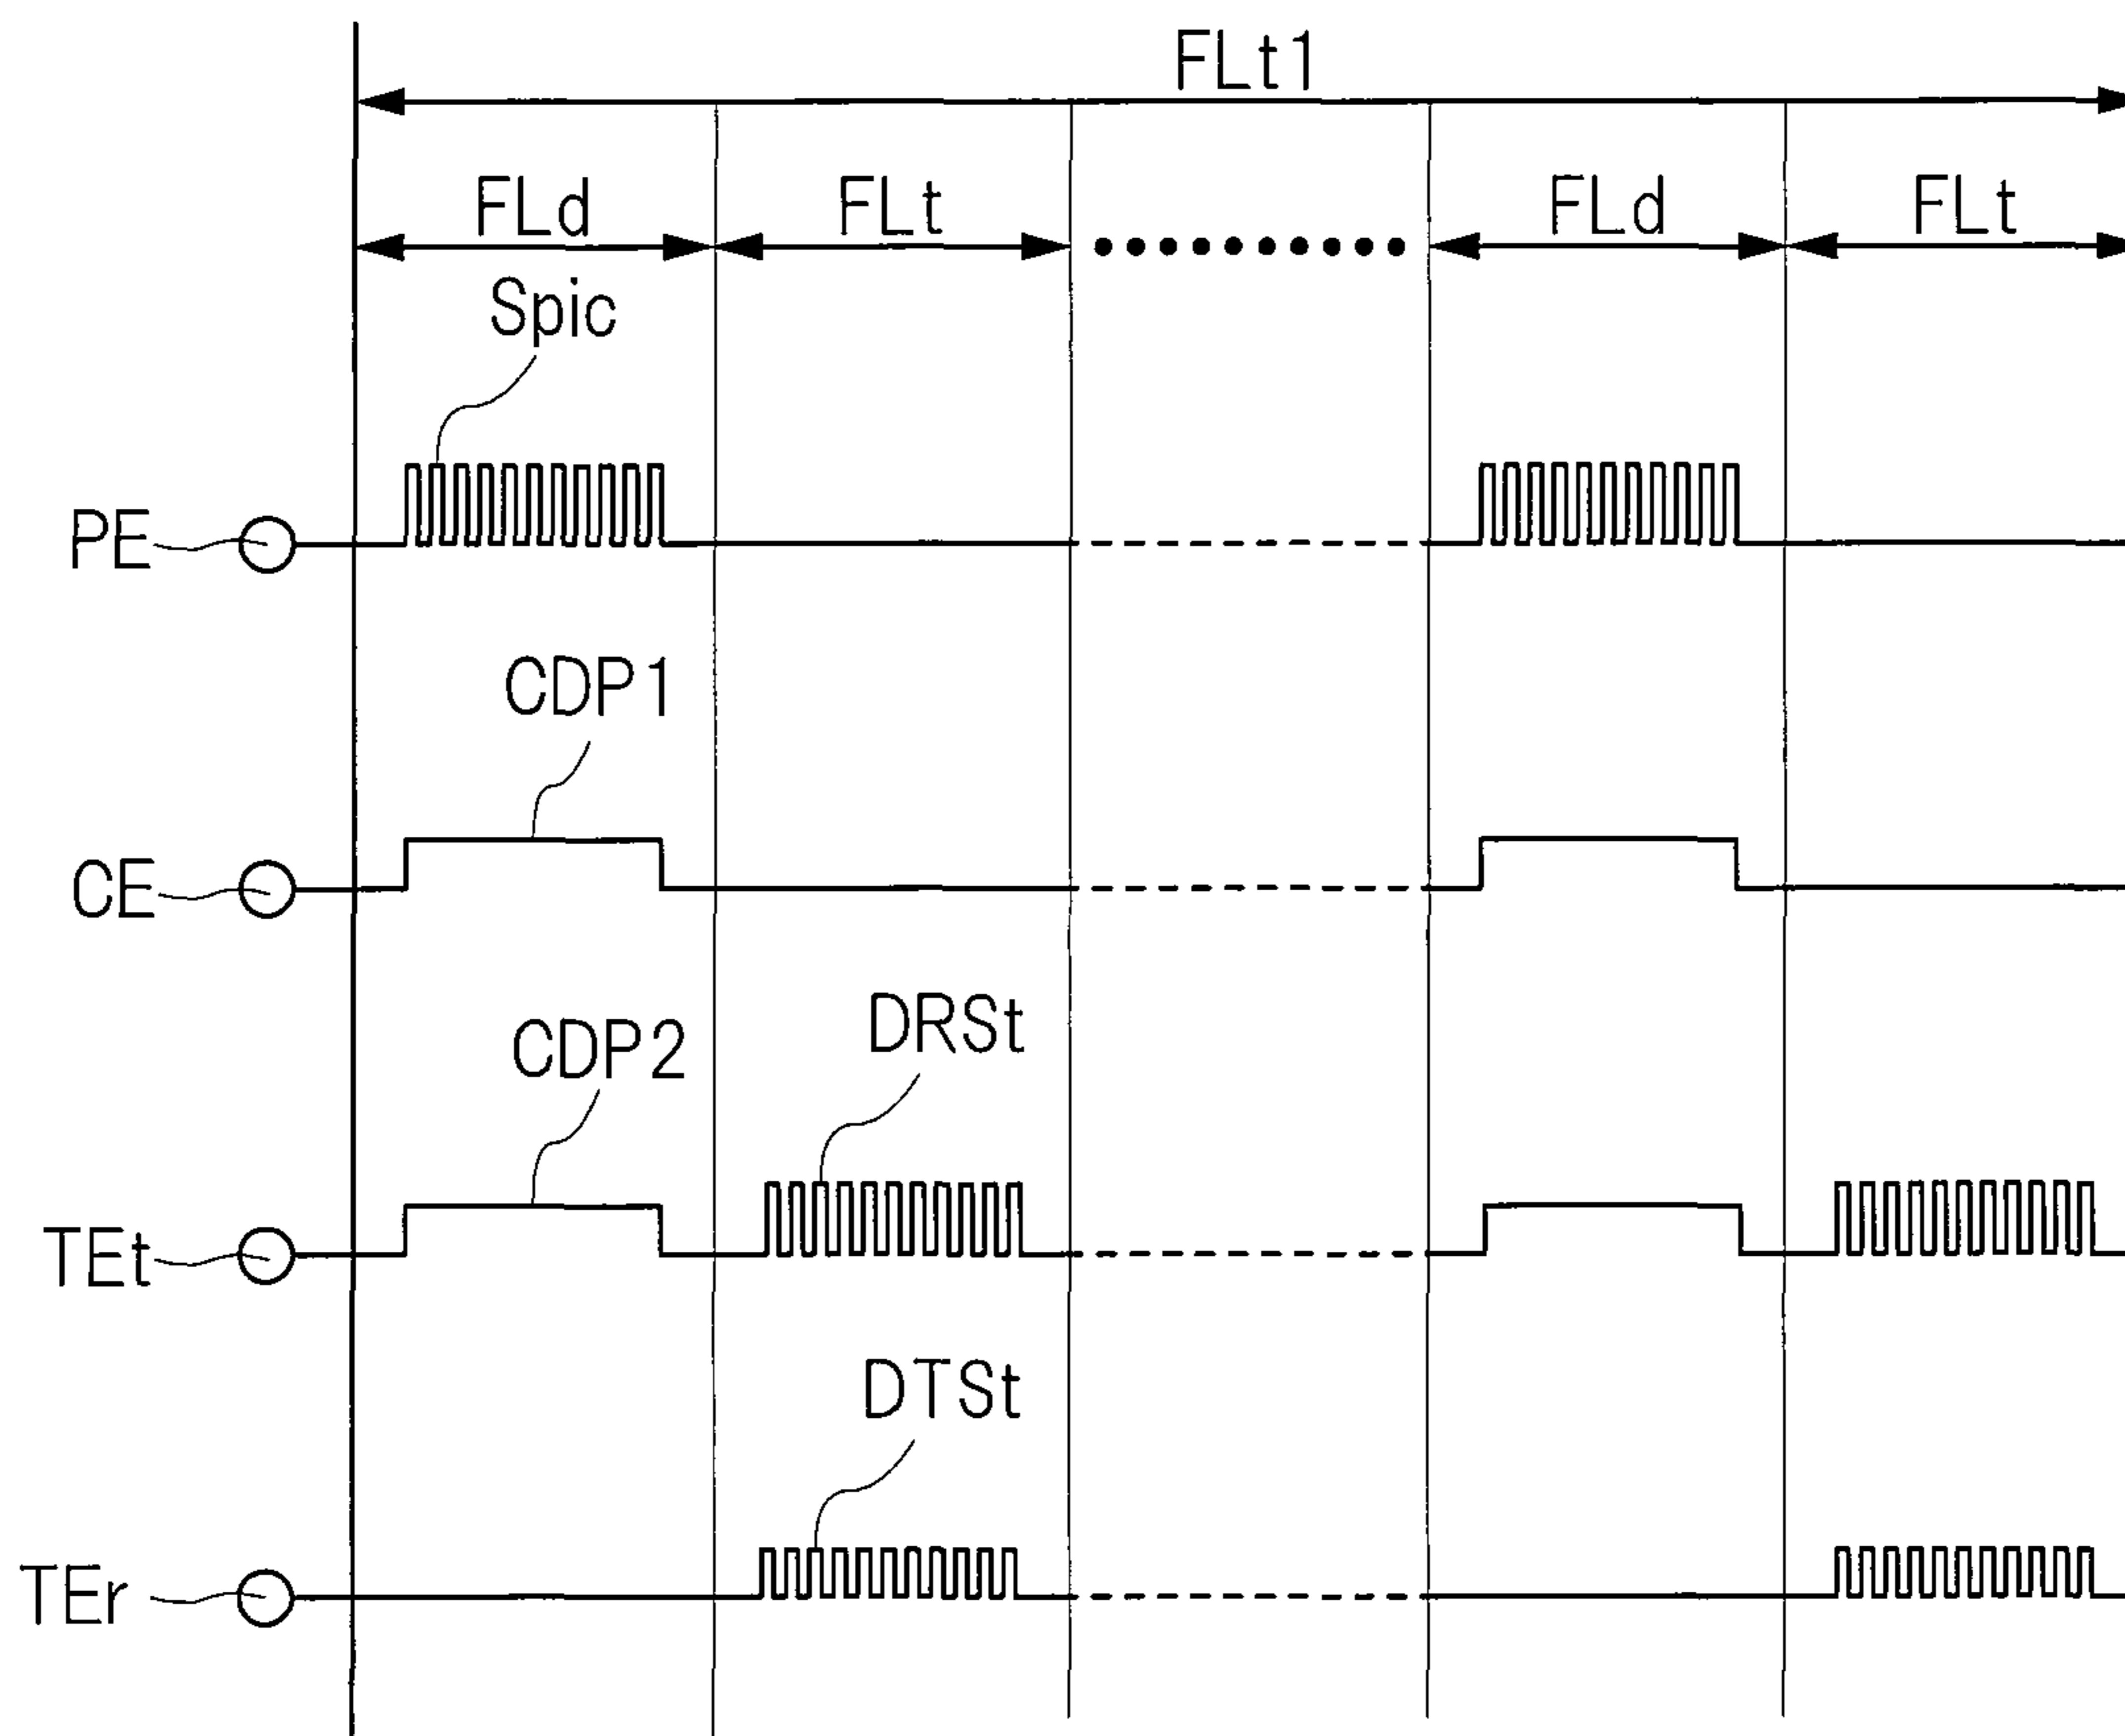 FLt1
FLd
FLt
FLd
FLt
Spic
PE
CDP1
CE
DRSt
CDP2
TEt
DTSt
TEr